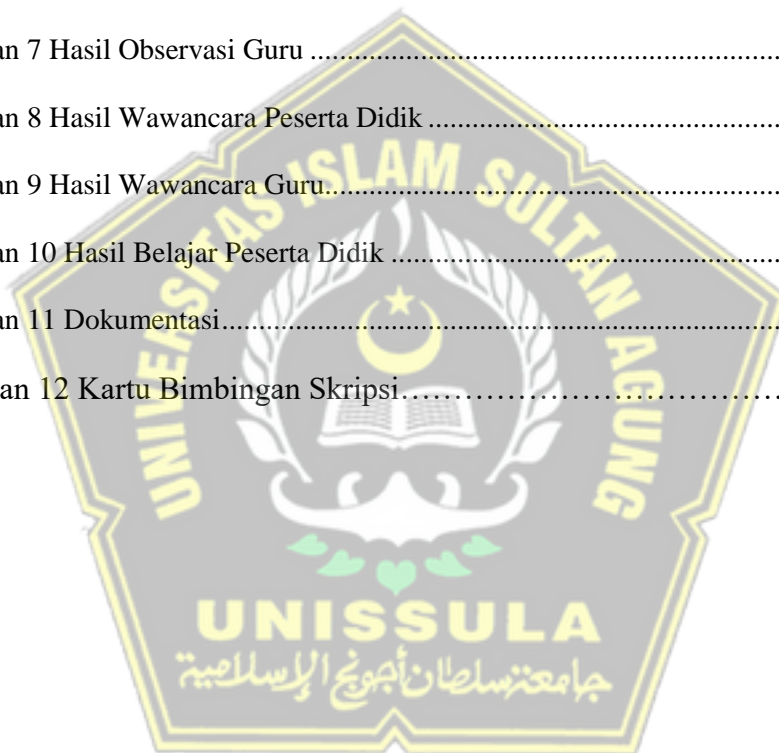 an 7 Hasil Observasi Guru ............................................................
an 8 Hasil Wawancara Peserta Didik ............................................
an 9 Hasil Wawancara Guru..........................................................
an 10 Hasil Belajar Peserta Didik .................................................
an 11 Dokumentasi........................................................................
an 12 Kartu Bimbingan Skripsi……………………………
UNIVERSITAS ISLAM SULTAN AGUNG
UNISSULA
جامعة سلطان أجونج الإسلامية